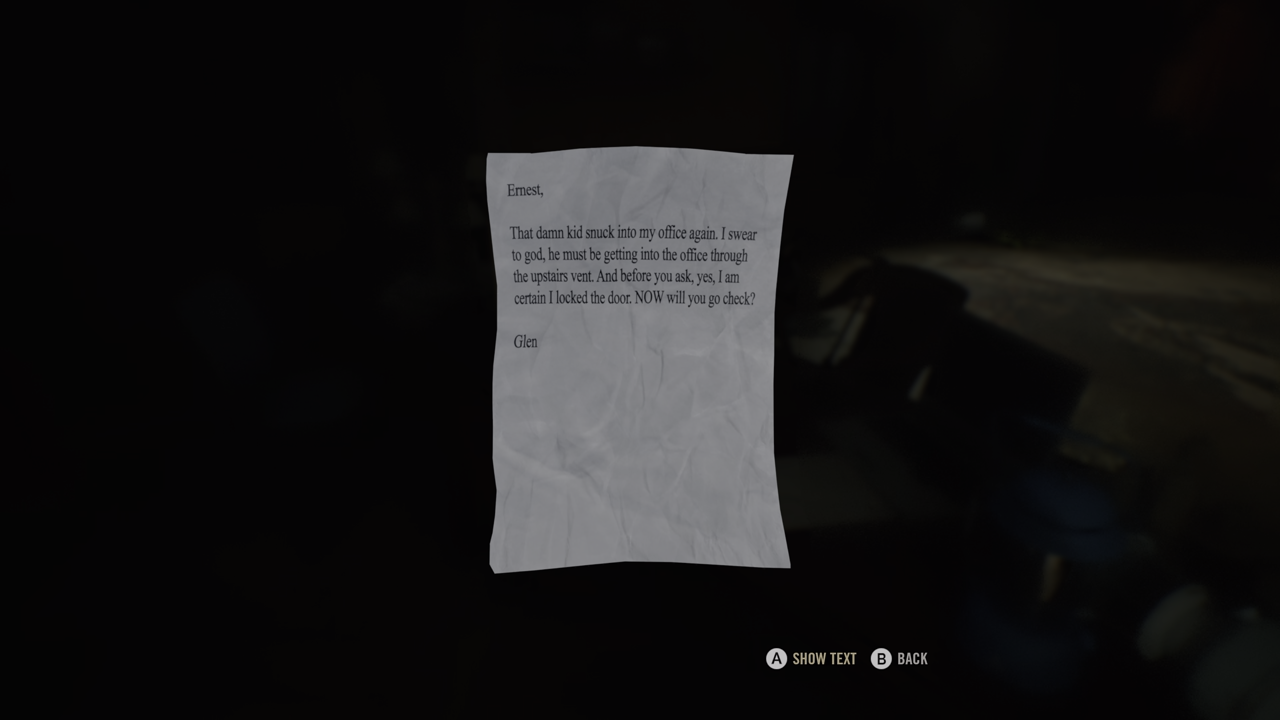 Ernest,
That damn kid snuck into my office again. I swear
to god, he must be getting into the office through
the upstairs vent. And before you ask, yes, I am
certain I locked the door. NOW will you go check?
Glen
A SHOW TEXT B BACK